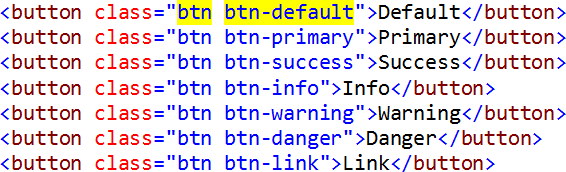 <button class="btn btn-default">Default</button>
<button class="btn btn-primary">Primary</button>
<button class="btn btn-success">Success</button>
<button class="btn btn-info">Info</button>
<button class="btn btn-warning">Warning</button>
<button class="btn btn-danger">Danger</button>
<button class="btn btn-link">Link</button>